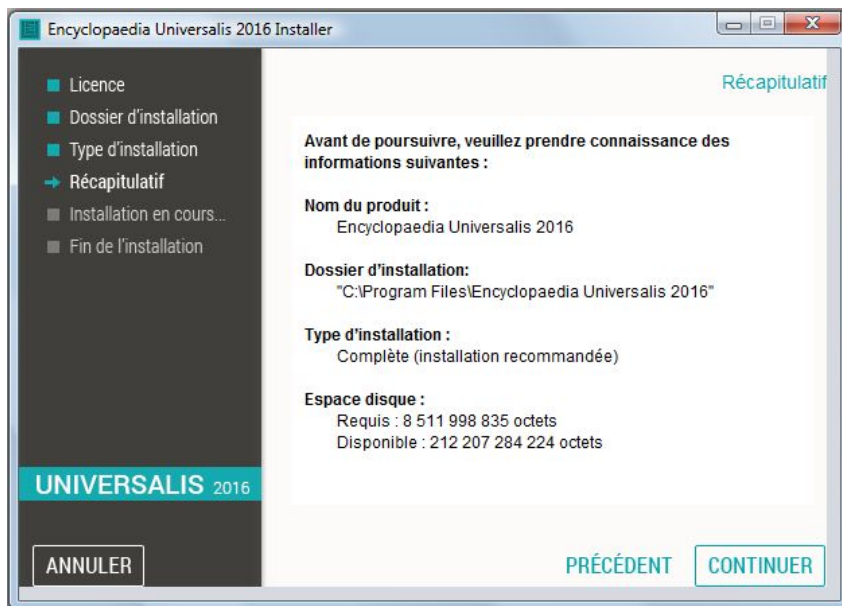 Encyclopaedia Universalis 2016 Installer
Licence
Dossier d'installation
Type d'installation
Récapitulatif
Installation en cours...
Fin de l'installation
UNIVERSALIS 2016
ANNULER
Récapitulatif
Avant de poursuivre, veuillez prendre connaissance des
informations suivantes :
Nom du produit :
Encyclopaedia Universalis 2016
Dossier d'installation:
"C:\Program Files\Encyclopaedia Universalis 2016"
Type d'installation :
Complète (installation recommandée)
Espace disque :
Requis : 8 511 998 835 octets
Disponible : 212 207 284 224 octets
PRÉCÉDENT
CONTINUER